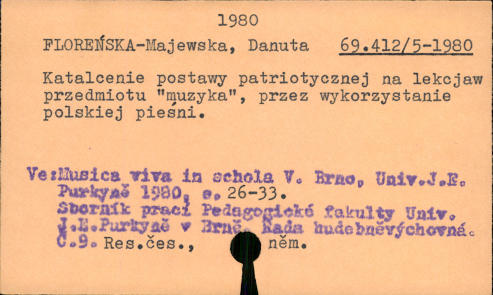 1980
FLOREŃSKA-Majewska, Danuta 69.412/5-1980
Katalcenie postawy patriotycznej na lekcjaw
przedmiotu "muzyka", przez wykorzystanie
polskiej pieśni.
Ve:Musica viva in schola V. Brno, Univ.J.E.
Purkyně 1980, s. 26-33.
Sborník prací Pedagogické fakulty Univ.
J.E.Purkyně v Brně. Řada hudebněvýchovná.
Č.9. Res.čes., něm.